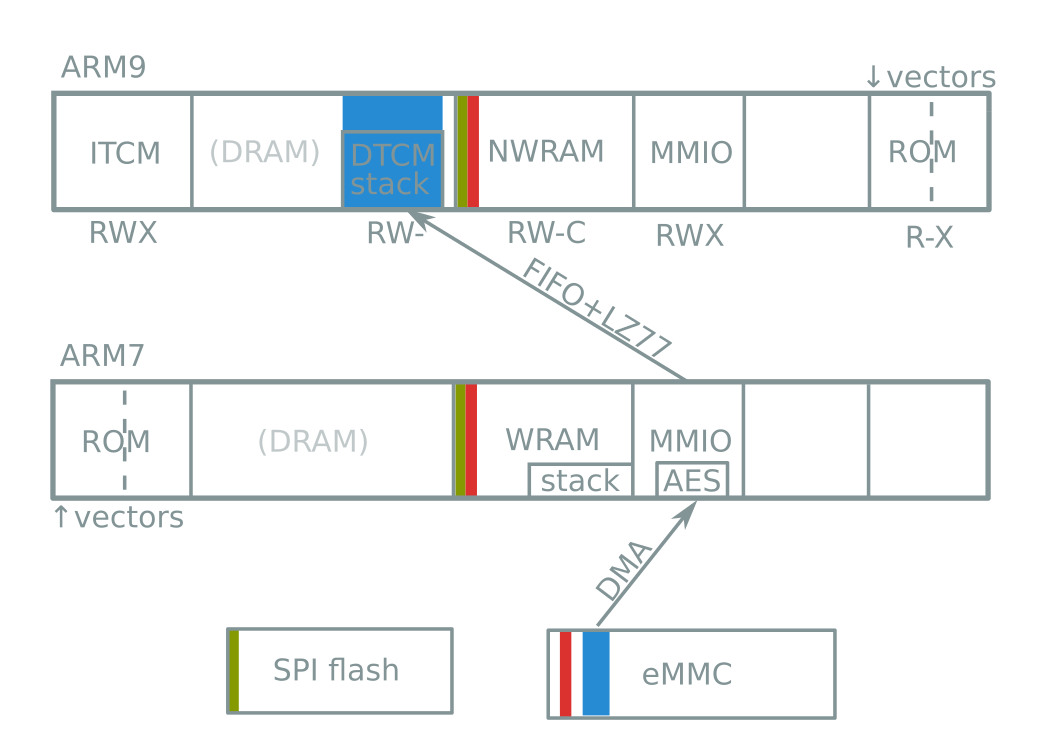 ARM9
↓vectors
ITCM
(DRAM)
DTCM
stack
NWRAM
MMIO
ROM
RWX
RW-
RW-C
RWX
R-X
FIFO+LZ77
ARM7
ROM
(DRAM)
WRAM
stack
MMIO
AES
↑vectors
DMA
SPI flash
eMMC